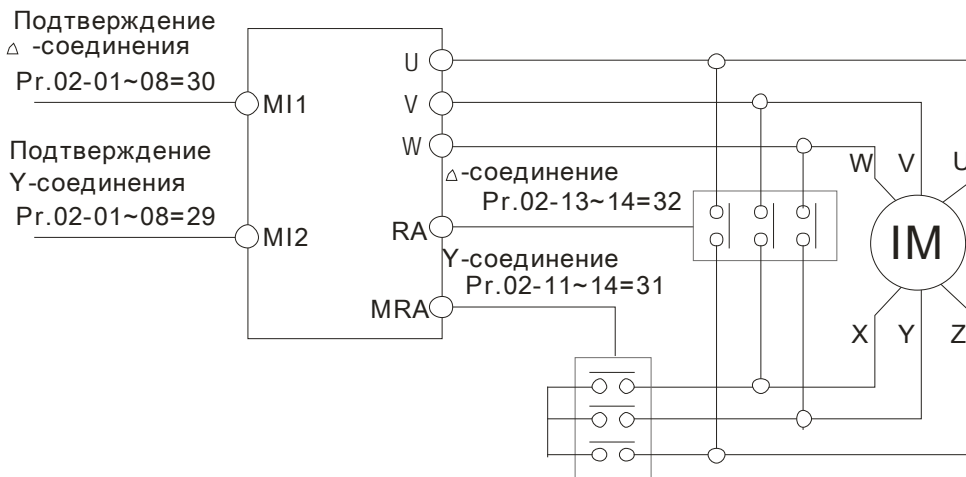 Подтверждение
△ -соединения
Pr.02-01~08=30
MI1
Подтверждение
Y-соединения
Pr.02-01~08=29
MI2
U
V
W
RA
MRA
△-соединение
Pr.02-13~14=32
Y-соединение
Pr.02-11~14=31
W V U
IM
X Y Z